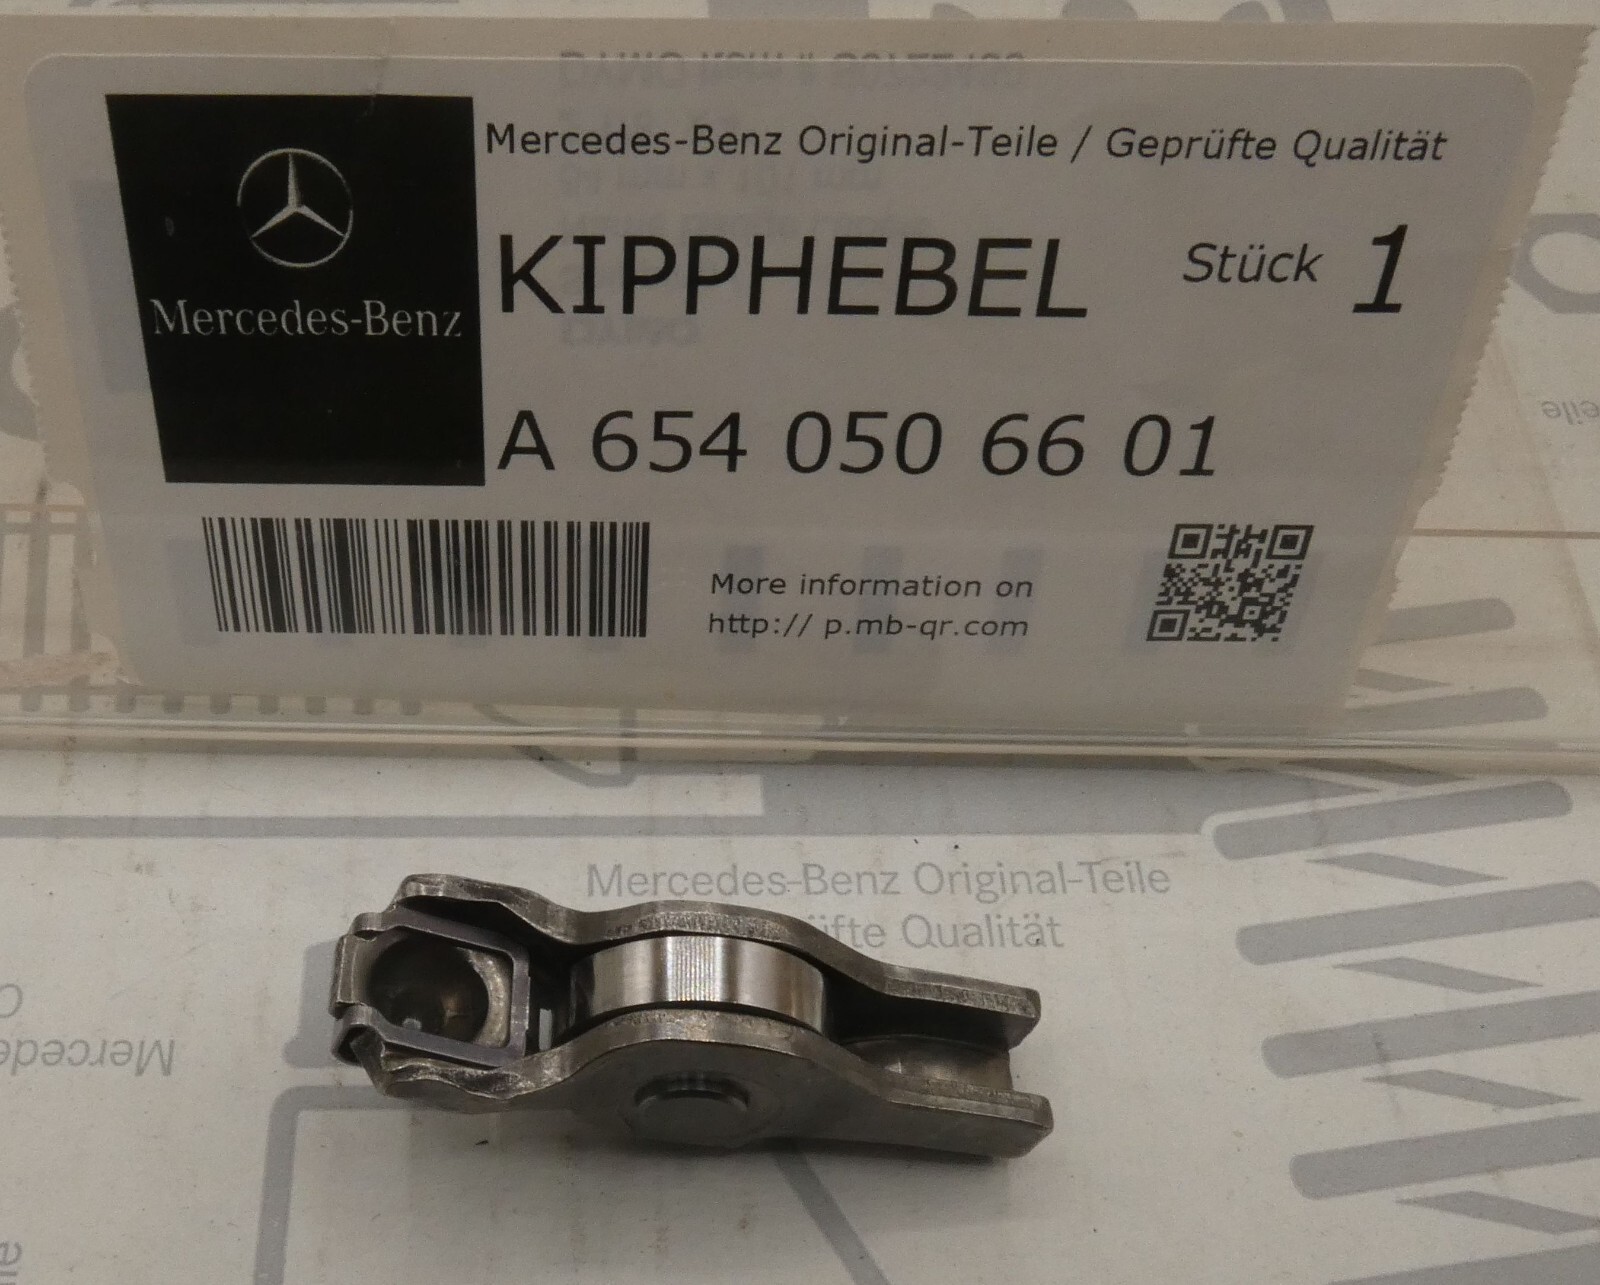 Mercedes-Benz Original-Teile / Geprüfte Qualität
Mercedes-Benz
KIPPHEBEL Stück 1
A 654 050 66 01
More information on
http:// p.mb-qr.com
Mercedes-Benz Original-Teile
Qualität